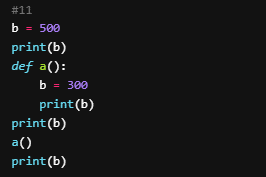 #11
b = 500
print(b)
def a():
    b = 300
    print(b)
print(b)
a()
print(b)